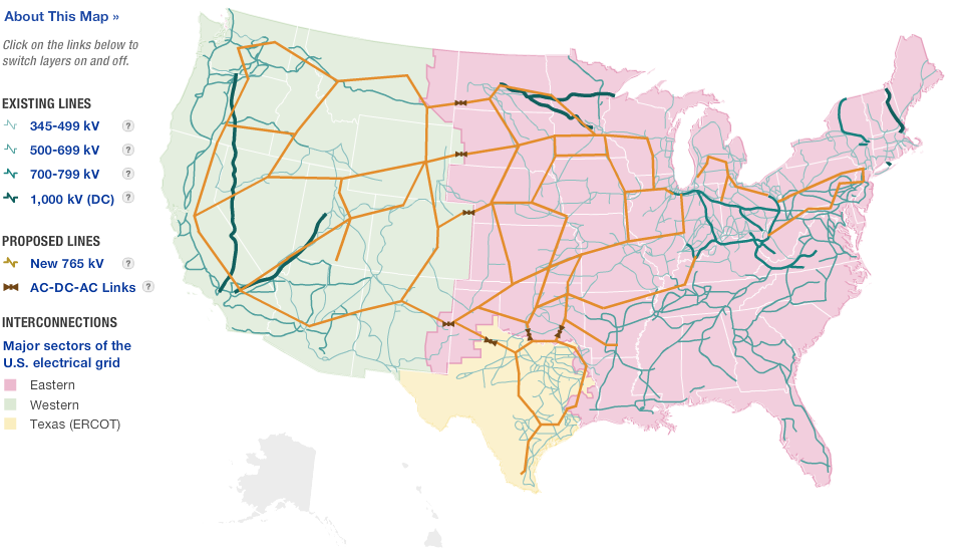 About This Map »
Click on the links below to
switch layers on and off.
EXISTING LINES
345-499 kV ?
500-699 kV ?
700-799 kV ?
1,000 kV (DC) ?
PROPOSED LINES
New 765 kV ?
AC-DC-AC Links ?
INTERCONNECTIONS
Major sectors of the
U.S. electrical grid
Eastern
Western
Texas (ERCOT)